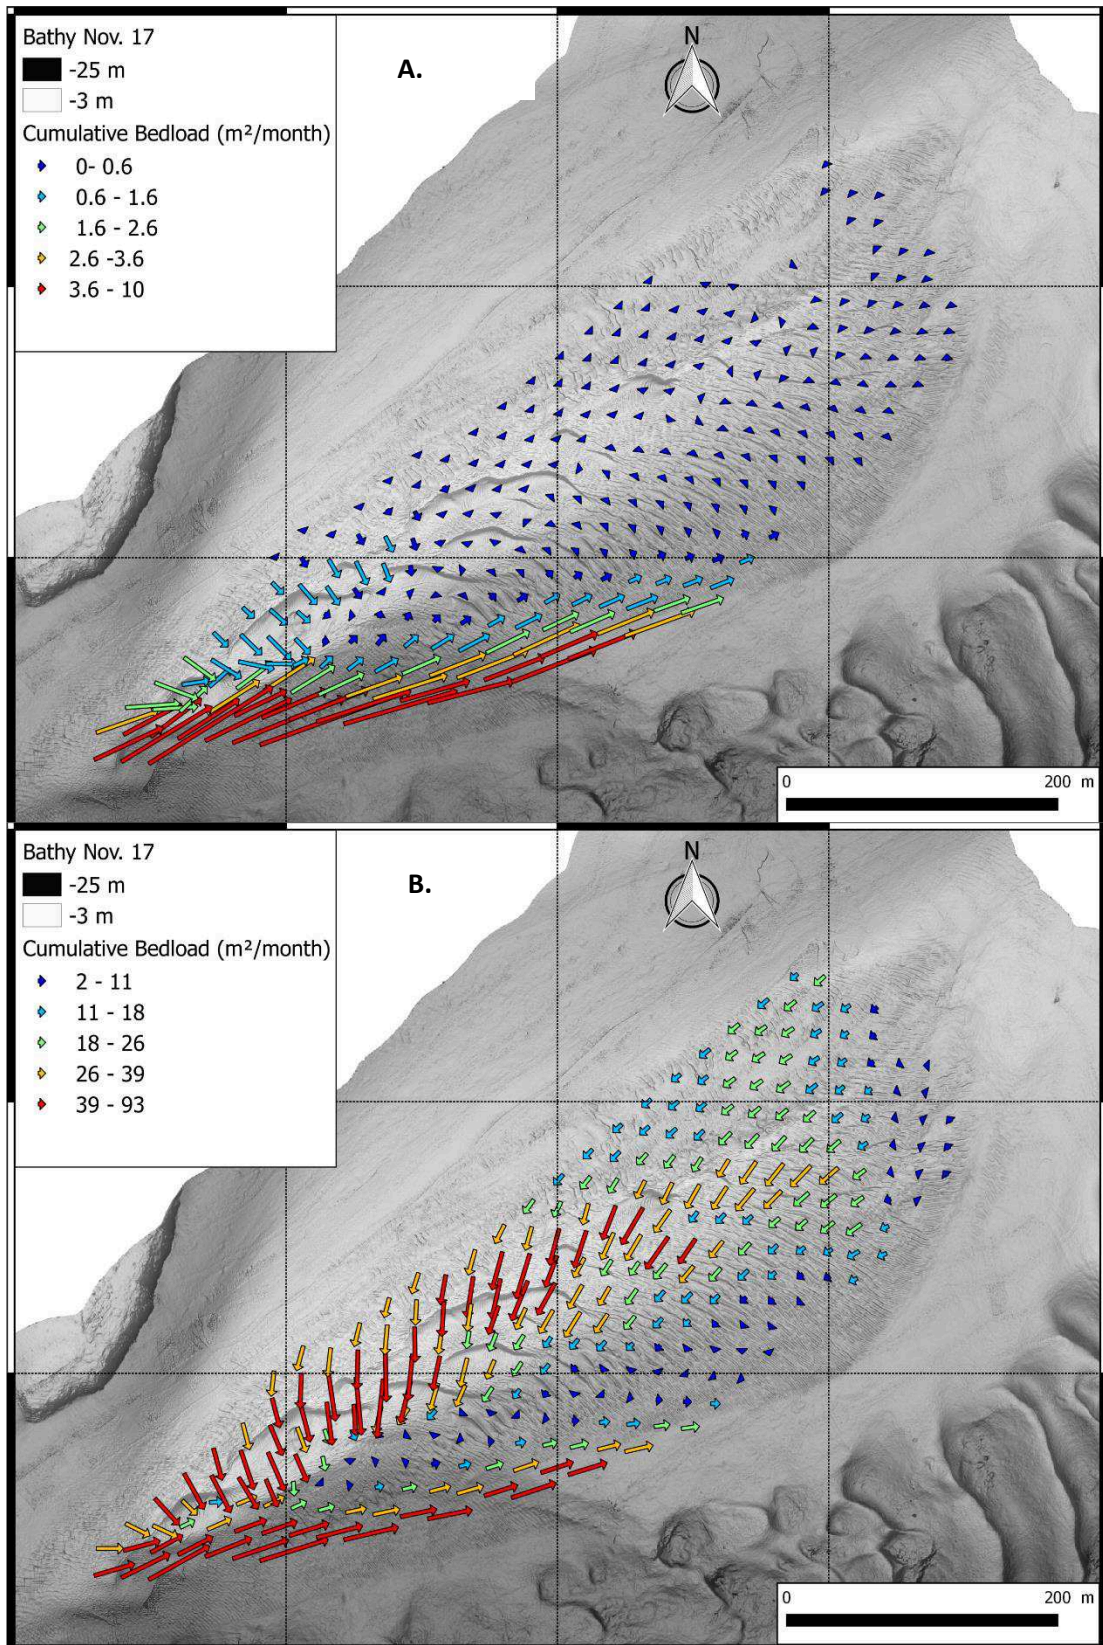 Bathy Nov. 17
-25 m
-3 m
Cumulative Bedload (m²/month)
0- 0.6
0.6 - 1.6
1.6 - 2.6
2.6 -3.6
3.6 - 10
A.
N
0 200 m
Bathy Nov. 17
-25 m
-3 m
Cumulative Bedload (m²/month)
2 - 11
11 - 18
18 - 26
26 - 39
39 - 93
B.
N
0 200 m